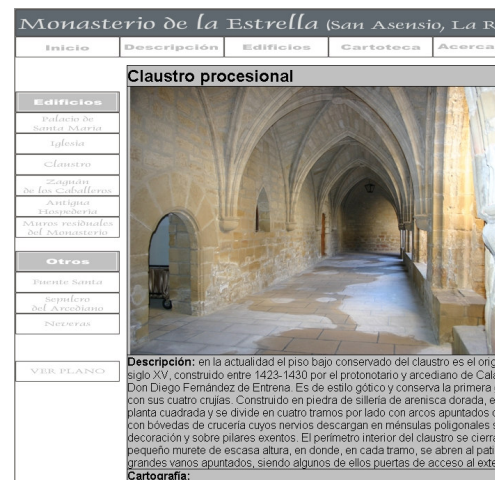 Monasterio de la Estrella (San Asensio, La R
Inicio
Descripción
Edificios
Cartoteca
Acerca
Claustro procesional
Edificios
Palacio de
Santa María
Iglesia
Claustro
Zaguán
de los Caballeros
Antigua
Hospedería
Muros residuales
del Monasterio
Otros
Puente Santa
Sepulcro
del Arcediano
Neveras
VER PLANO
Descripción: en la actualidad el piso bajo conservado del claustro es el orig
siglo XV, construido entre 1423-1430 por el protonotario y arcediano de Cala
Don Diego Fernández de Entrena. Es de estilo gótico y conserva la primera
con sus cuatro crujías. Construido en piedra de sillería de arenisca dorada, e
planta cuadrada y se divide en cuatro tramos por lado con arcos apuntados
con bóvedas de crucería cuyos nervios descargan en ménsulas poligonales s
decoración y sobre pilares exentos. El perímetro interior del claustro se cierra
pequeño murete de escasa altura, en donde, en cada tramo, se abren al pati
grandes vanos apuntados, siendo algunos de ellos puertas de acceso al exte
Cartografía: